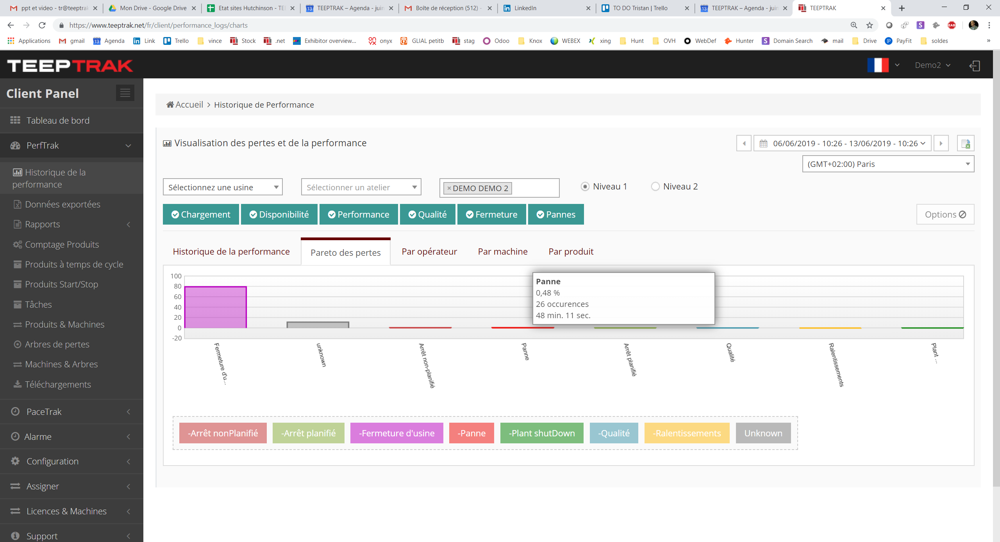 ppt et video - tr@teeptrak
Mon Drive - Google Drive
Etat sites Hutchinson - TEE
TEEPTRAK – Agenda - juin
Boîte de réception (512) -
LinkedIn
TO DO Tristan | Trello
TEEPTRAK – Agenda - juin
TEEPTRAK
https://www.teeptrak.net/fr/client/performance_logs/charts
Applications
gmail
Agenda
Link
Trello
vince
Stock
.net
Exhibitor overview...
onyx
GLIAL petitb
stag
Odoo
Knox
WEBEX
xing
Hunt
OVH
WebDef
Hunter
Domain Search
mail
Drive
PayFit
soldes
»
TEEPTRAK
Demo2
Client Panel
Tableau de bord
PerfTrak
Historique de la
performance
Données exportées
Rapports
Comptage Produits
Produits à temps de cycle
Produits Start/Stop
Tâches
Produits & Machines
Arbres de pertes
Machines & Arbres
Téléchargements
PaceTrak
Alarme
Configuration
Assigner
Licences & Machines
Support
Accueil > Historique de Performance
Visualisation des pertes et de la performance
06/06/2019 - 10:26 - 13/06/2019 - 10:26
(GMT+02:00) Paris
Sélectionnez une usine
Sélectionner un atelier
×DEMO DEMO 2
Niveau 1
Niveau 2
Chargement
Disponibilité
Performance
Qualité
Fermeture
Pannes
Options
Historique de la performance
Pareto des pertes
Par opérateur
Par machine
Par produit
100
80
60
40
20
0
-20
Panne
0,48 %
26 occurences
48 min. 11 sec.
Fermeture d'u...
unknown
Arrêt non-planifié
Panne
Arrêt planifié
Qualité
Ralentissements
Plant ...
-Arrêt nonPlanifié
-Arrêt planifié
-Fermeture d'usine
-Panne
-Plant shutDown
-Qualité
-Ralentissements
Unknown